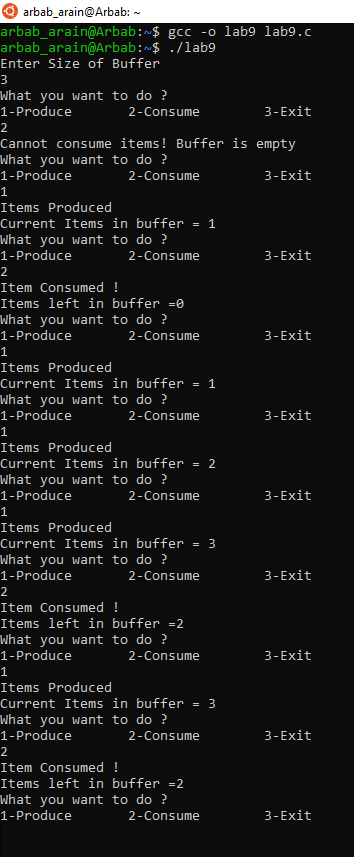 arbab_arain@Arbab: ~
arbab_arain@Arbab:~$ gcc -o lab9 lab9.c
arbab_arain@Arbab:~$ ./lab9
Enter Size of Buffer
3
What you want to do ?
1-Produce       2-Consume        3-Exit
2
Cannot consume items! Buffer is empty
What you want to do ?
1-Produce       2-Consume        3-Exit
1
Items Produced
Current Items in buffer = 1
What you want to do ?
1-Produce       2-Consume        3-Exit
2
Item Consumed !
Items left in buffer =0
What you want to do ?
1-Produce       2-Consume        3-Exit
1
Items Produced
Current Items in buffer = 1
What you want to do ?
1-Produce       2-Consume        3-Exit
1
Items Produced
Current Items in buffer = 2
What you want to do ?
1-Produce       2-Consume        3-Exit
1
Items Produced
Current Items in buffer = 3
What you want to do ?
1-Produce       2-Consume        3-Exit
2
Item Consumed !
Items left in buffer =2
What you want to do ?
1-Produce       2-Consume        3-Exit
1
Items Produced
Current Items in buffer = 3
What you want to do ?
1-Produce       2-Consume        3-Exit
2
Item Consumed !
Items left in buffer =2
What you want to do ?
1-Produce       2-Consume        3-Exit